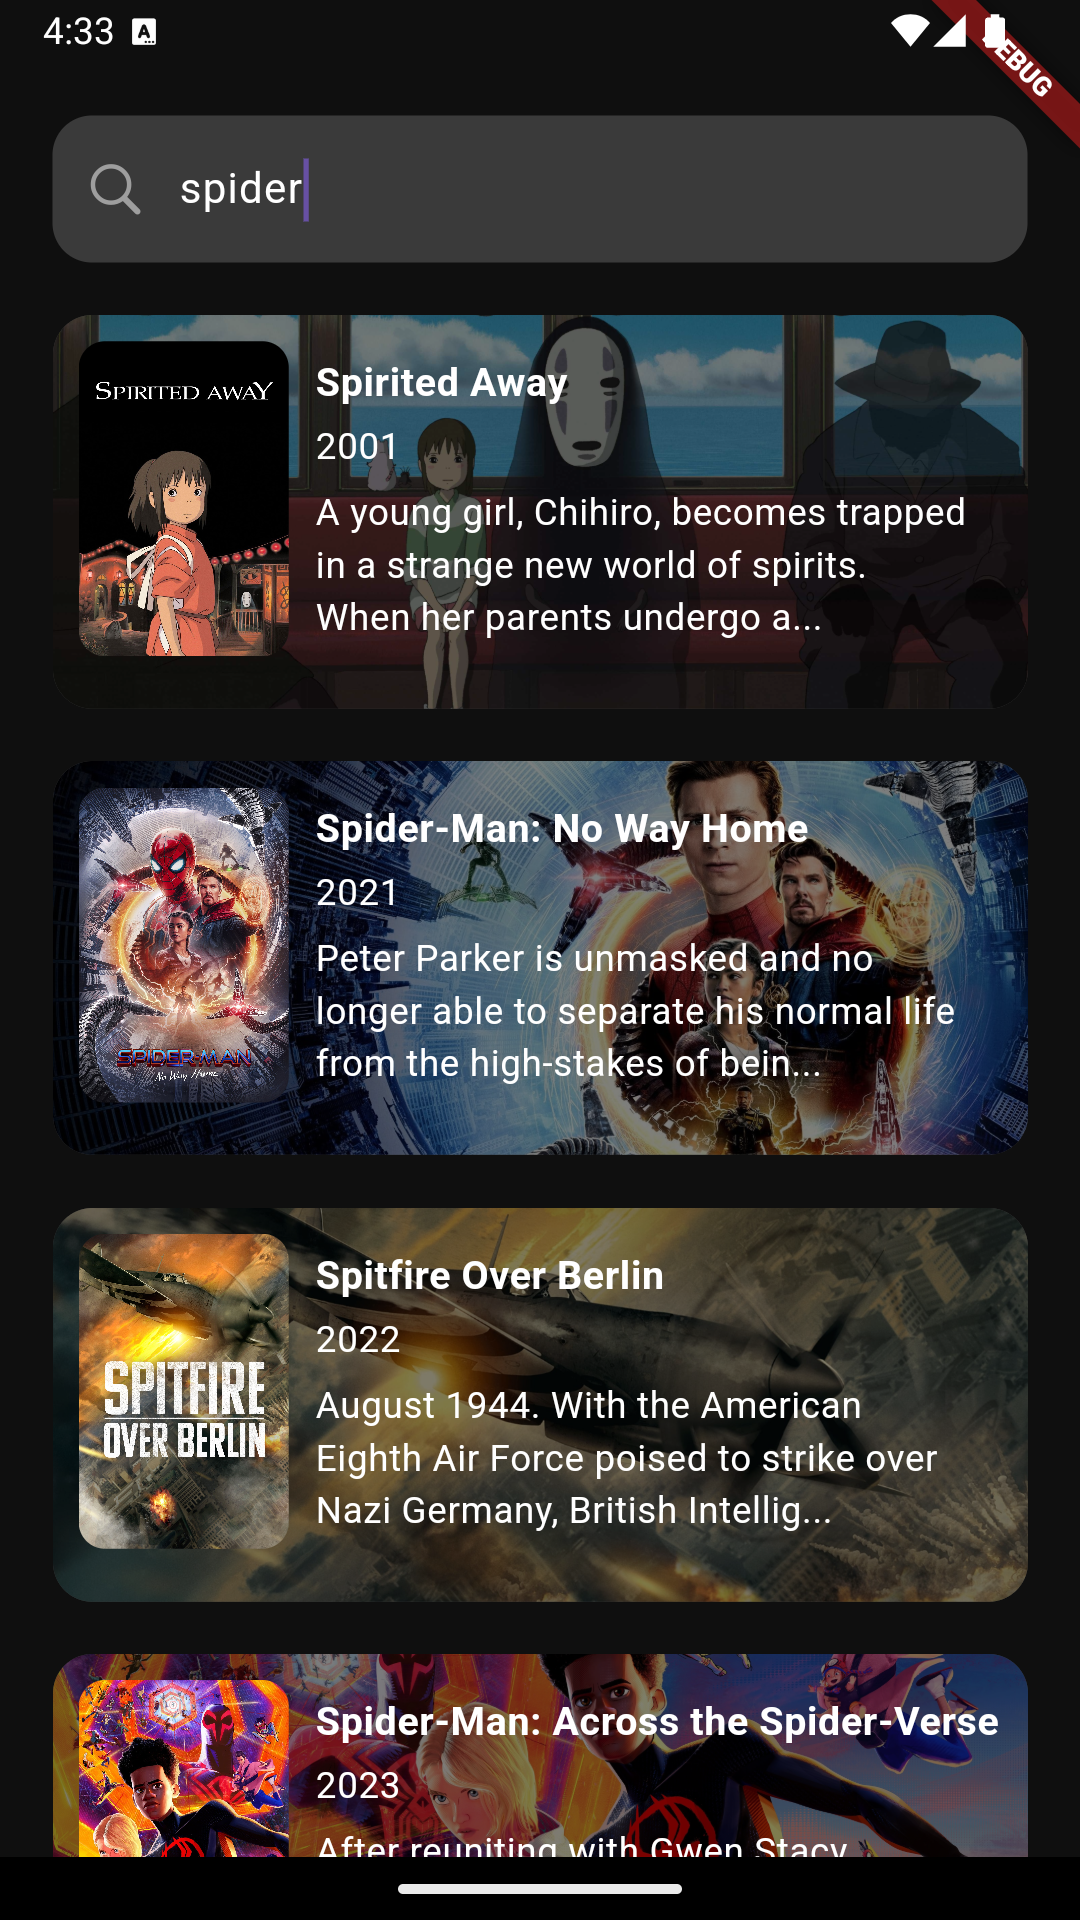 4:33
A
EBUG
spider
SPIRITED AWAY
Spirited Away
2001
A young girl, Chihiro, becomes trapped
in a strange new world of spirits.
When her parents undergo a...
SPIDER-MAN
No Way Home
Spider-Man: No Way Home
2021
Peter Parker is unmasked and no
longer able to separate his normal life
from the high-stakes of bein...
SPITFIRE
OVER BERLIN
Spitfire Over Berlin
2022
August 1944. With the American
Eighth Air Force poised to strike over
Nazi Germany, British Intellig...
Spider-Man: Across the Spider-Verse
2023
After reuniting with Gwen Stacy,